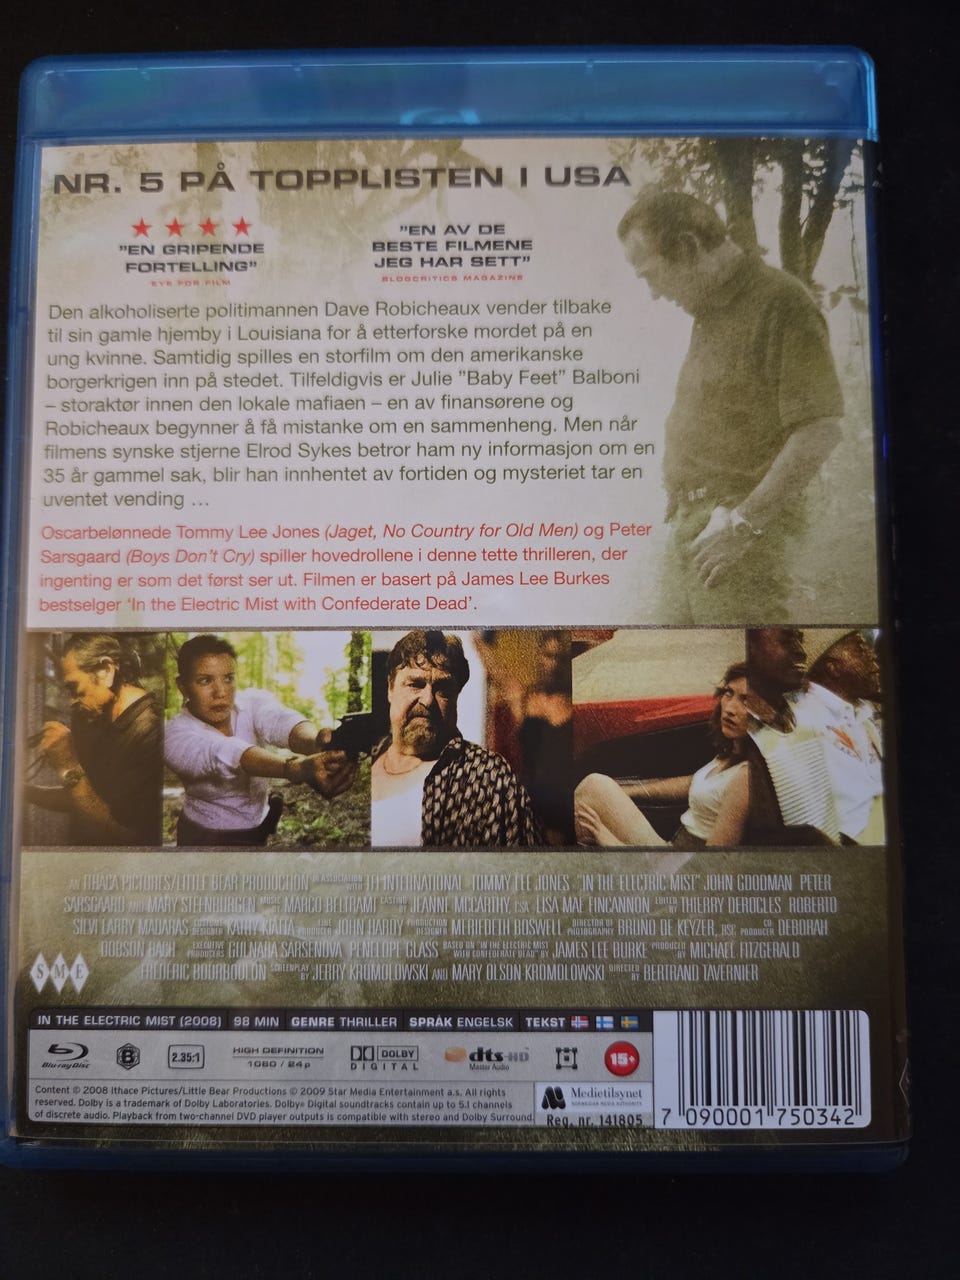 NR. 5 PÅ TOPPLISTEN I USA
"EN GRIPENDE
FORTELLING"
EYE FOR FILM
"EN AV DE
BESTE FILMENE
JEG HAR SETT"
BLOGCRITICS MAGAZINE
Den alkoholiserte politimannen Dave Robicheaux vender tilbake
til sin gamle hjemby i Louisiana for å etterforske mordet på en
ung kvinne. Samtidig spilles en storfilm om den amerikanske
borgerkrigen inn på stedet. Tilfeldigvis er Julie "Baby Feet" Balboni
– storaktør innen den lokale mafiaen – en av finansørene og
Robicheaux begynner å få mistanke om en sammenheng. Men når
filmens synske stjerne Elrod Sykes betror ham ny informasjon om en
35 år gammel sak, blir han innhentet av fortiden og mysteriet tar en
uventet vending ...
Oscarbelønnede Tommy Lee Jones (Jaget, No Country for Old Men) og Peter
Sarsgaard (Boys Don't Cry) spiller hovedrollene i denne tette thrilleren, der
ingenting er som det først ser ut. Filmen er basert på James Lee Burkes
bestselger 'In the Electric Mist with Confederate Dead'.
AN ITHACA PICTURES/LITTLE BEAR PRODUCTION IN ASSOCIATION WITH TFI INTERNATIONAL TOMMY LEE JONES "IN THE ELECTRIC MIST" JOHN GOODMAN PETER
SARSGAARD AND MARY STEENBURGEN MUSIC BY MARCO BELTRAMI CASTING BY JEANNE MCCARTHY CSA LISA MAE FINCANNON EDITED BY THIERRY DEROCLES ROBERTO
SILVI LARRY MADARAS COSTUME DESIGNER KATHY KIATTA LINE PRODUCER JOHN HARDY PRODUCTION DESIGNER MEREDITH BOSWELL DIRECTOR OF PHOTOGRAPHY BRUNO DE KEYZER, BSC CO PRODUCER DEBORAH
DOBSON BACH EXECUTIVE PRODUCERS GULNARA SARSENOVA PENELOPE GLASS BASED ON "IN THE ELECTRIC MIST WITH CONFEDERATE DEAD" BY JAMES LEE BURKE PRODUCED BY MICHAEL FITZGERALD
FREDERIC BOURBOULON SCREENPLAY BY JERRY KROMOLOWSKI AND MARY OLSON KROMOLOWSKI DIRECTED BY BERTRAND TAVERNIER
SME
IN THE ELECTRIC MIST (2008) 98 MIN GENRE THRILLER SPRÅK ENGELSK TEKST
Blu-ray Disc B 2.35:1 HIGH DEFINITION 1080 / 24p DOLBY DIGITAL dts-HD Master Audio 15+
Content © 2008 Ithace Pictures/Little Bear Productions © 2009 Star Media Entertainment a.s. All rights
reserved. Dolby is a trademark of Dolby Laboratories. Dolby Digital soundtracks contain up to 5.1 channels
of discrete audio. Playback from two-channel DVD player outputs is compatible with stereo and Dolby Surround.
Medietilsynet
NORWEGIAN MEDIA AUTHORITY
Reg. nr. 141805
7 090001 750342